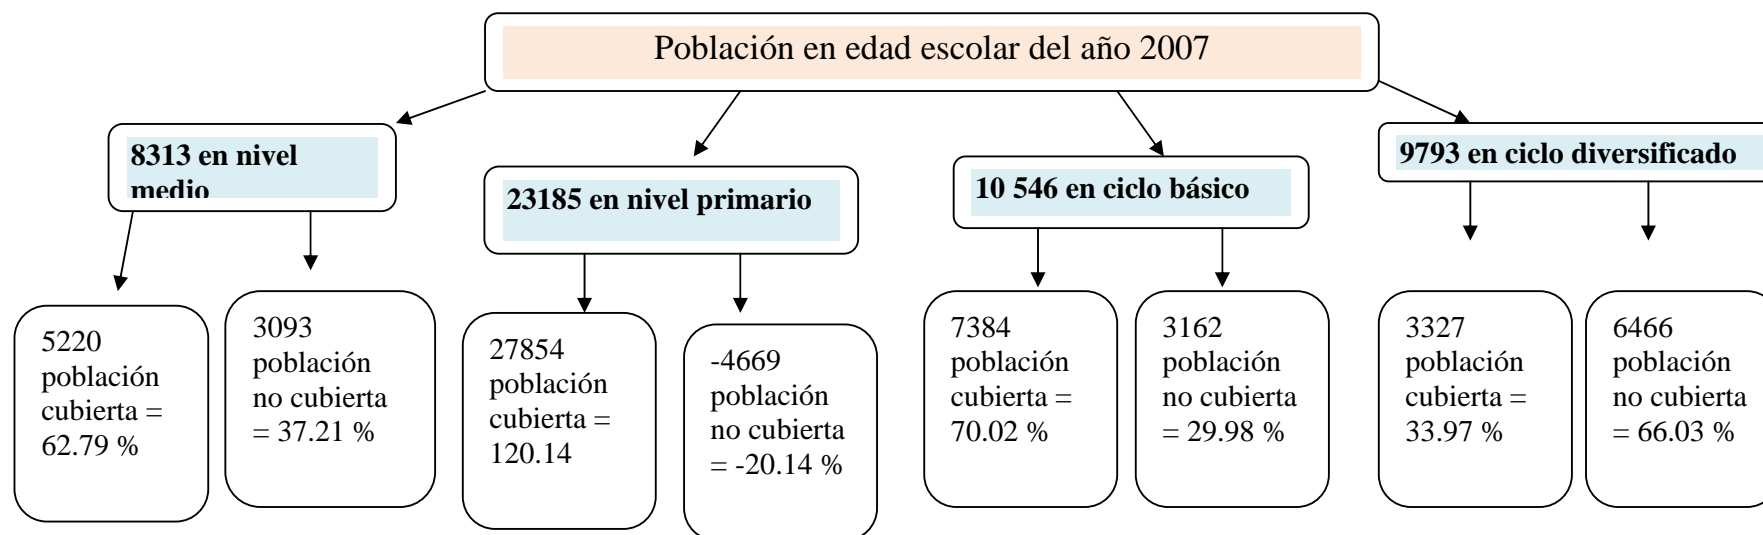 Población en edad escolar del año 2007
8313 en nivel
medio
23185 en nivel primario
10 546 en ciclo básico
9793 en ciclo diversificado
5220
población
cubierta =
62.79 %
3093
población
no cubierta
= 37.21 %
27854
población
cubierta =
120.14
-4669
población
no cubierta
= -20.14 %
7384
población
cubierta =
70.02 %
3162
población
no cubierta
= 29.98 %
3327
población
cubierta =
33.97 %
6466
población
no cubierta
= 66.03 %